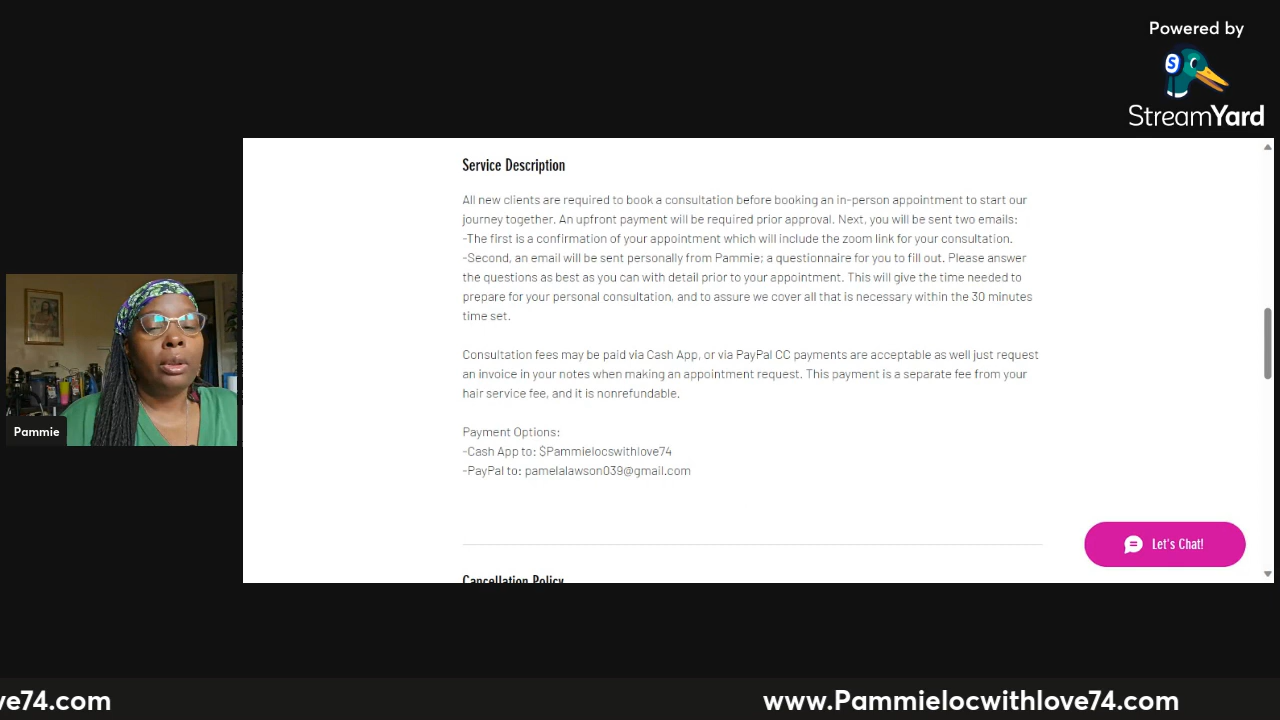 Powered by
StreamYard
Service Description
All new clients are required to book a consultation before booking an in-person appointment to start our
journey together. An upfront payment will be required prior approval. Next, you will be sent two emails:
-The first is a confirmation of your appointment which will include the zoom link for your consultation.
-Second, an email will be sent personally from Pammie; a questionnaire for you to fill out. Please answer
the questions as best as you can with detail prior to your appointment. This will give the time needed to
prepare for your personal consultation, and to assure we cover all that is necessary within the 30 minutes
time set.
Consultation fees may be paid via Cash App, or via PayPal CC payments are acceptable as well just request
an invoice in your notes when making an appointment request. This payment is a separate fee from your
hair service fee, and it is nonrefundable.
Payment Options:
-Cash App to: $Pammielocswithlove74
-PayPal to: pamelalawson039@gmail.com
Pammie
Let's Chat!
Cancellation Policy
ve74.com
www.Pammielocwithlove74.com